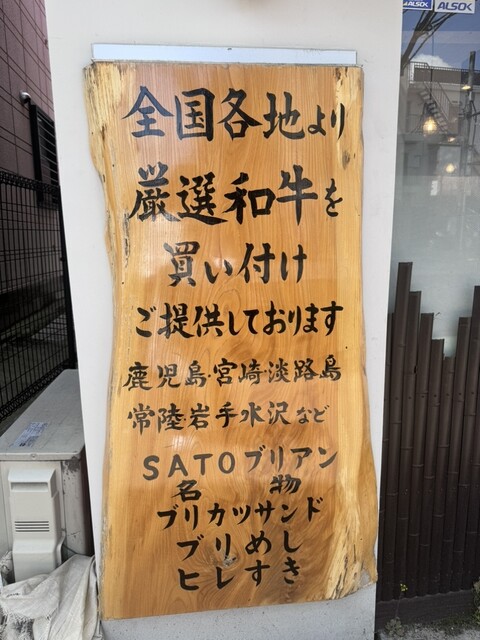 ALSOK
ALSOK
全国各地より
厳選和牛を
買い付け
ご提供しております
鹿児島宮崎淡路島
常陸岩手水沢など
SATOブリアン
名物
ブリカツサンド
ブリめし
ヒレすき